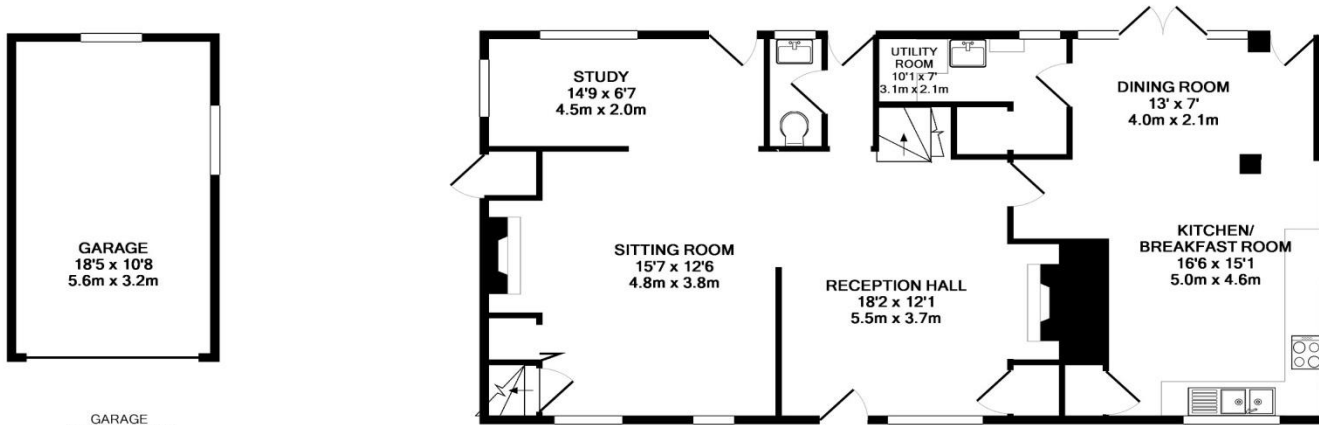 GARAGE
18'5 x 10'8
5.6m x 3.2m
GARAGE
STUDY
14'9 x 6'7
4.5m x 2.0m
SITTING ROOM
15'7 x 12'6
4.8m x 3.8m
RECEPTION HALL
18'2 x 12'1
5.5m x 3.7m
UTILITY
ROOM
10'1 x 7'
3.1m x 2.1m
DINING ROOM
13' x 7'
4.0m x 2.1m
KITCHEN/
BREAKFAST ROOM
16'6 x 15'1
5.0m x 4.6m